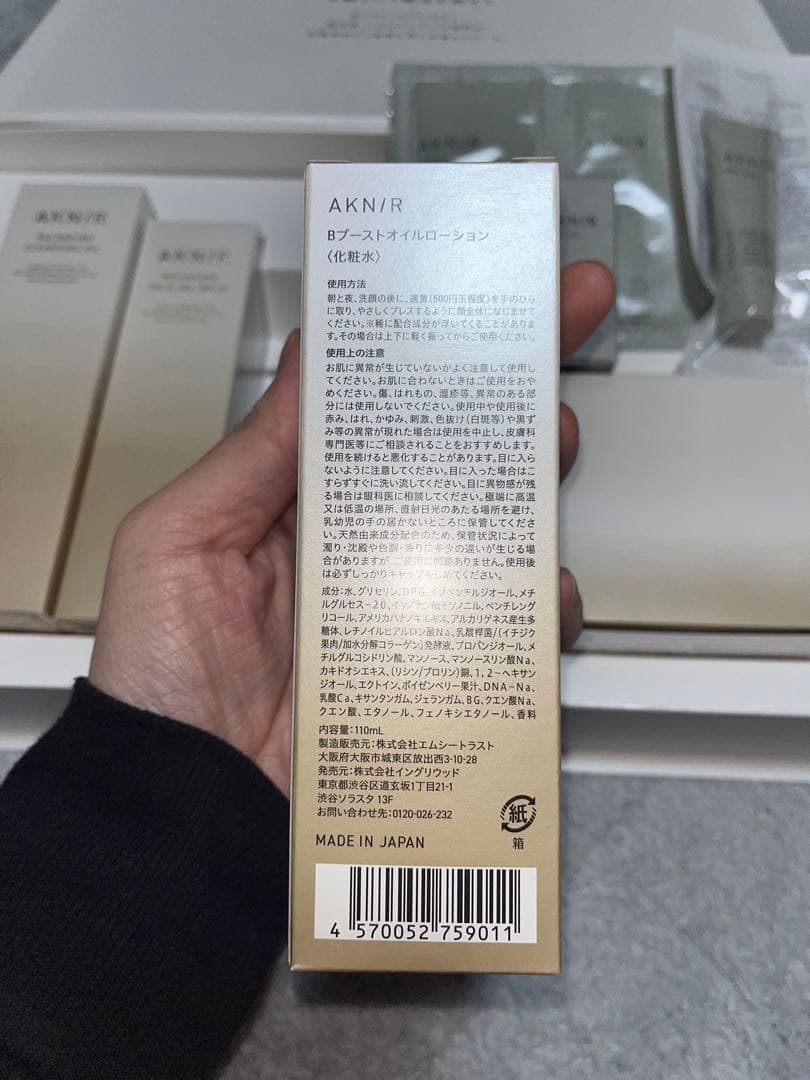 AKN/R
AKN/R
AKN/R
AKN/R
AKN/R
Bブーストオイルローション
〈化粧水〉
使用方法
朝と夜、洗顔の後に、適量(500円玉程度)を手のひら
に取り、やさしくプレスするように顔全体になじませて
ください。※稀に配合成分が浮いてくることがありま
す。その場合は上下に軽く振ってからご使用ください。
使用上の注意
お肌に異常が生じていないかよく注意して使用し
てください。お肌に合わないときはご使用をおや
めください。傷、はれもの、湿疹等、異常のある部
分には使用しないでください。使用中や使用後に
赤み、はれ、かゆみ、刺激、色抜け(白斑等)や黒ず
み等の異常が現れた場合は使用を中止し、皮膚科
専門医等にご相談されることをおすすめします。
使用を続けると悪化することがあります。目に入ら
ないように注意してください。目に入った場合はこ
すらずすぐに洗い流してください。目に異物感が残
る場合は眼科医に相談してください。極端に高温
又は低温の場所、直射日光のあたる場所を避け、
乳幼児の手の届かないところに保管してくださ
い。天然由来成分配合のため、保管状況によって
濁り・沈殿や色調・香りに多少の違いが生じる場
合がありますが、ご使用に問題ありません。使用後
は必ずしっかりキャップをしめてください。
成分:水、グリセリン、DPG、イソペンチルジオール、メチ
ルグルセス-20、イソノナン酸イソノニル、ペンチレング
リコール、アメリカハナノキエキス、アルカリゲネス産生多
糖体、レチノイルヒアルロン酸Na、乳酸桿菌/(イチジク
果肉/加水分解コラーゲン)発酵液、プロパンジオール、メ
チルグルコシドリン酸、マンノース、マンノースリン酸Na、
カキドオシエキス、(リシン/プロリン)銅、1,2-ヘキサン
ジオール、エクトイン、ボイゼンベリー果汁、DNA-Na、
乳酸Ca、キサンタンガム、ジェランガム、BG、クエン酸Na、
クエン酸、エタノール、フェノキシエタノール、香料
内容量:110mL
製造販売元:株式会社エムシートラスト
大阪府大阪市城東区放出西3-10-28
発売元:株式会社イングリウッド
東京都渋谷区道玄坂1丁目21-1
渋谷ソラスタ 13F
お問い合わせ先:0120-026-232
紙
箱
MADE IN JAPAN
4 570052 759011